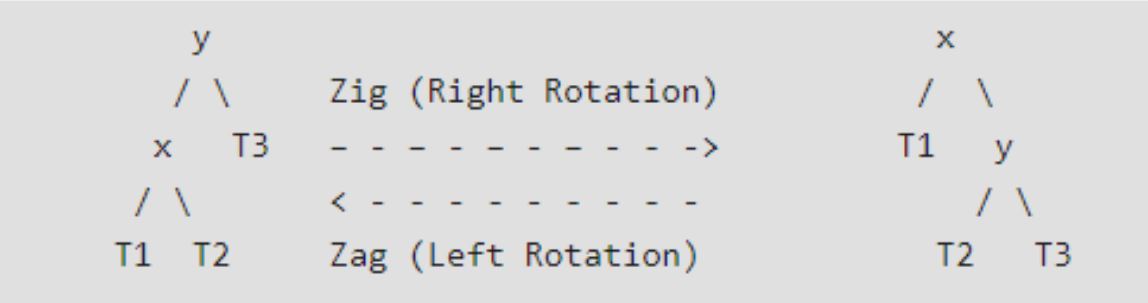 y x
/ \ Zig (Right Rotation) / \
x T3 - - - - - - - - - -> T1 y
/ \ < - - - - - - - - - / \
T1 T2 Zag (Left Rotation) T2 T3